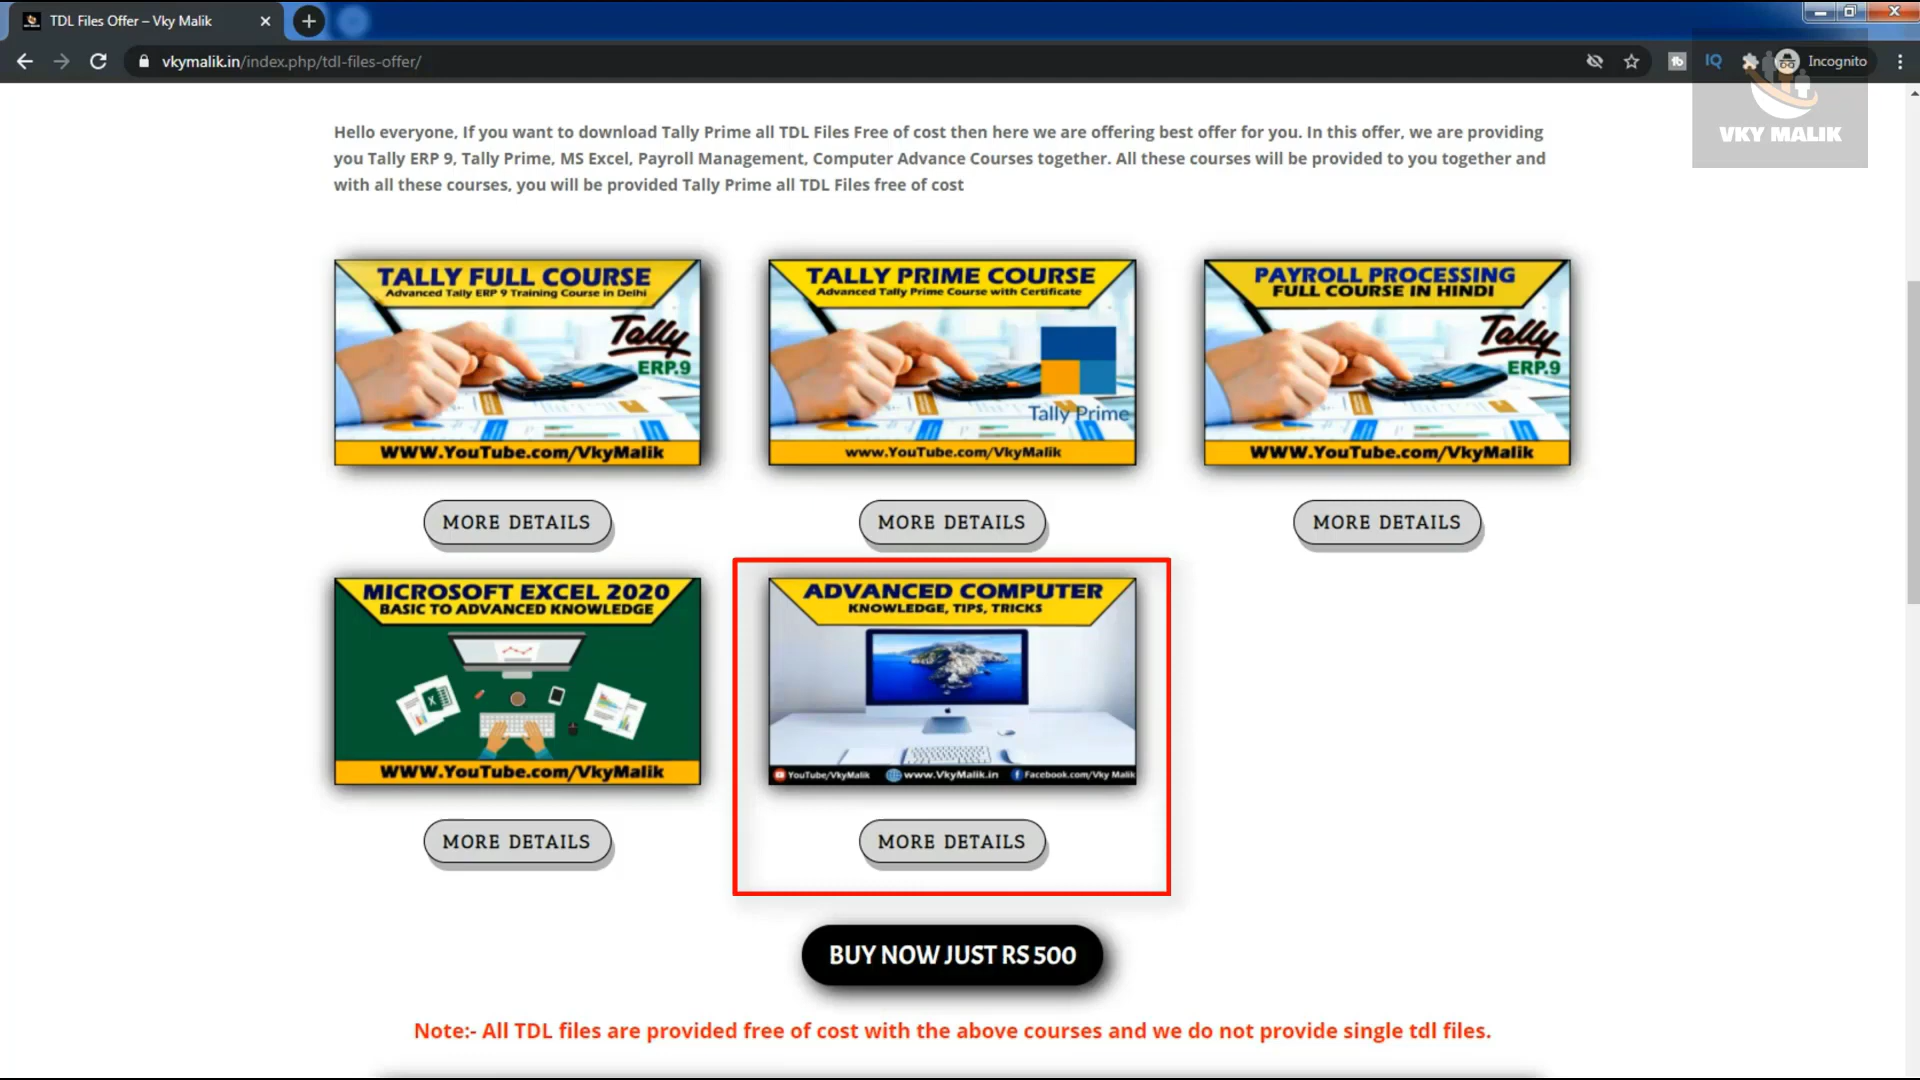 TDL Files Offer – Vky Malik
vkymalik.in/index.php/tdl-files-offer/
IQ
Incognito
VKY MALIK
Hello everyone, If you want to download Tally Prime all TDL Files Free of cost then here we are offering best offer for you. In this offer, we are providing
you Tally ERP 9, Tally Prime, MS Excel, Payroll Management, Computer Advance Courses together. All these courses will be provided to you together and
with all these courses, you will be provided Tally Prime all TDL Files free of cost
TALLY FULL COURSE
Advanced Tally ERP 9 Training Course in Delhi
Tally
ERP.9
WWW.YouTube.com/VkyMalik
TALLY PRIME COURSE
Advanced Tally Prime Course with Certificate
Tally Prime
www.YouTube.com/VkyMalik
PAYROLL PROCESSING
FULL COURSE IN HINDI
Tally
ERP.9
WWW.YouTube.com/VkyMalik
MORE DETAILS
MORE DETAILS
MORE DETAILS
MICROSOFT EXCEL 2020
BASIC TO ADVANCED KNOWLEDGE
WWW.YouTube.com/VkyMalik
ADVANCED COMPUTER
KNOWLEDGE, TIPS, TRICKS
YouTube/VkyMalik www.VkyMalik.in Facebook.com/Vky Malik
MORE DETAILS
MORE DETAILS
BUY NOW JUST RS 500
Note:- All TDL files are provided free of cost with the above courses and we do not provide single tdl files.